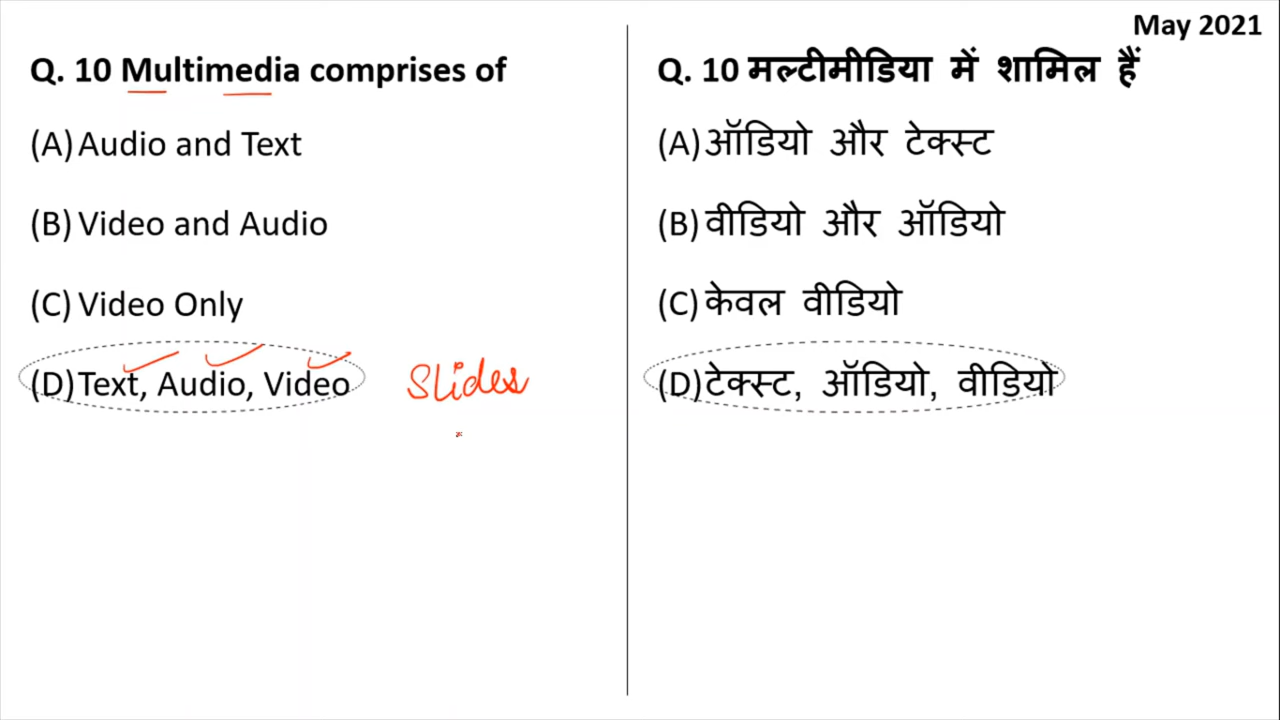 May 2021
Q. 10 Multimedia comprises of
(A) Audio and Text
(B) Video and Audio
(C) Video Only
(D) Text, Audio, Video
Slides
Q. 10 मल्टीमीडिया में शामिल हैं
(A) ऑडियो और टेक्स्ट
(B) वीडियो और ऑडियो
(C) केवल वीडियो
(D) टेक्स्ट, ऑडियो, वीडियो